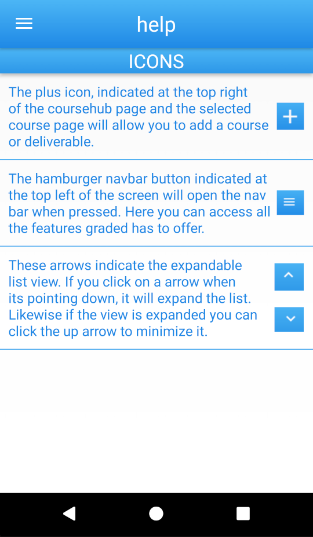 help
ICONS
The plus icon, indicated at the top right
of the coursehub page and the selected
course page will allow you to add a course
or deliverable.
The hamburger navbar button indicated at
the top left of the screen will open the nav
bar when pressed. Here you can access all
the features graded has to offer.
These arrows indicate the expandable
list view. If you click on a arrow when
its pointing down, it will expand the list.
Likewise if the view is expanded you can
click the up arrow to minimize it.